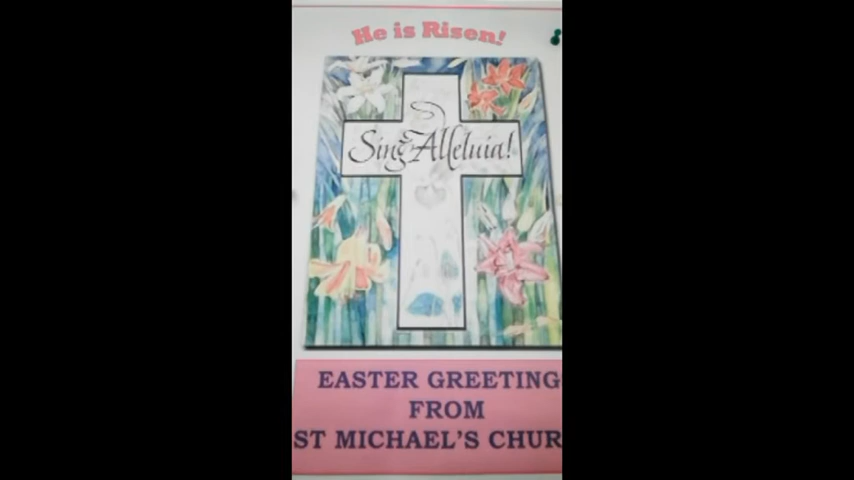 He is Risen!
Sing Alleluia!
EASTER GREETING
FROM
ST MICHAEL'S CHUR